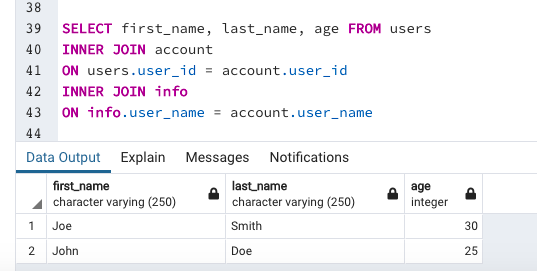 38
39 SELECT first_name, last_name, age FROM users
40 INNER JOIN account
41 ON users.user_id = account.user_id
42 INNER JOIN info
43 ON info.user_name = account.user_name
44
Data Output Explain Messages Notifications
first_name last_name age
character varying (250) character varying (250) integer
1 Joe Smith 30
2 John Doe 25